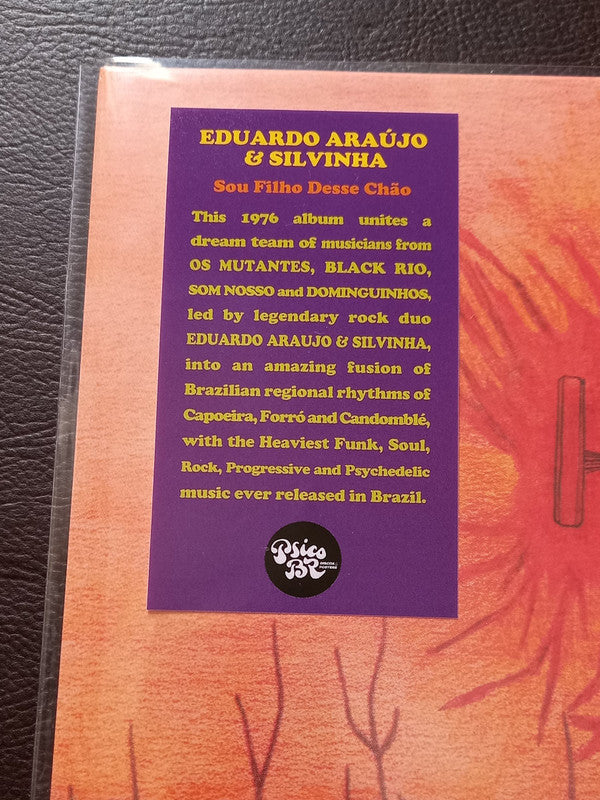 EDUARDO ARAÚJO
& SILVINHA
Sou Filho Desse Chão
This 1976 album unites a
dream team of musicians from
OS MUTANTES, BLACK RIO,
SOM NOSSO and DOMINGUINHOS,
led by legendary rock duo
EDUARDO ARAUJO & SILVINHA,
into an amazing fusion of
Brazilian regional rhythms of
Capoeira, Forró and Candomblé,
with the Heaviest Funk, Soul,
Rock, Progressive and Psychedelic
music ever released in Brazil.
Psico
BR